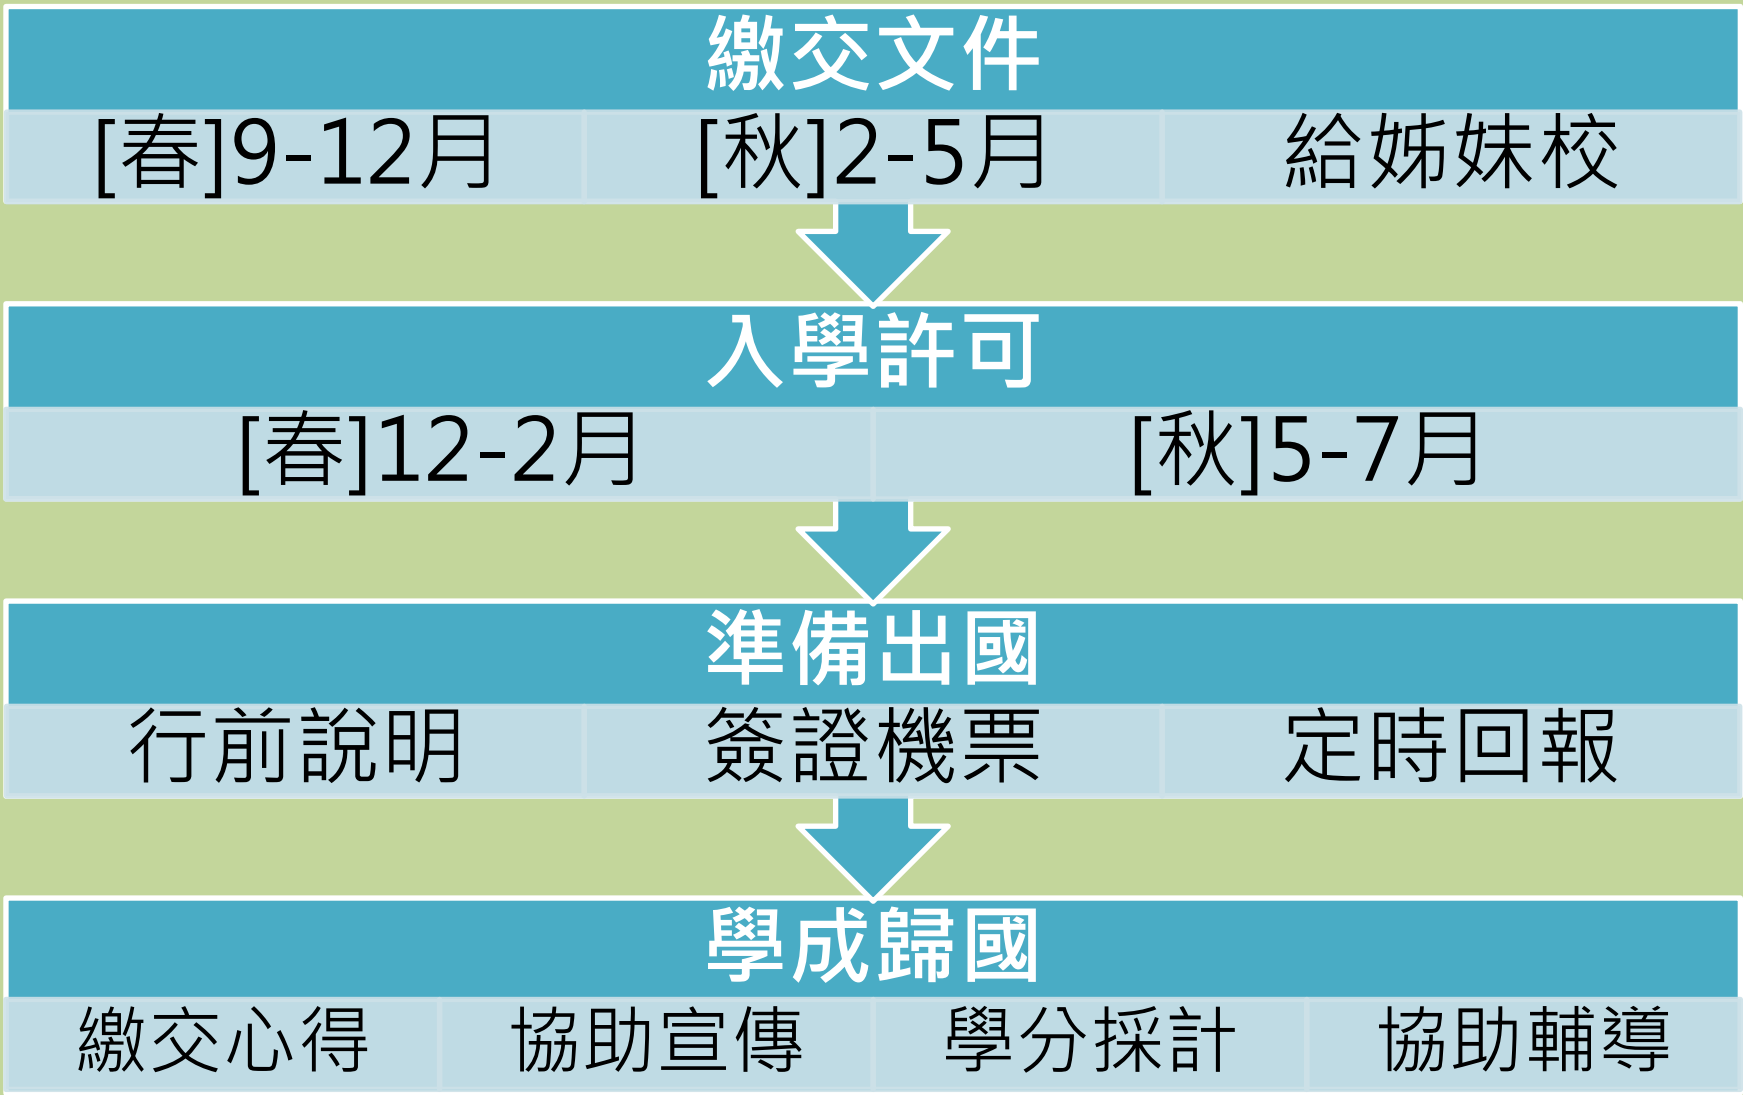 繳交文件
[春]9-12月 [秋]2-5月 給姊妹校
入學許可
[春]12-2月 [秋]5-7月
準備出國
行前說明 簽證機票 定時回報
學成歸國
繳交心得 協助宣傳 學分採計 協助輔導